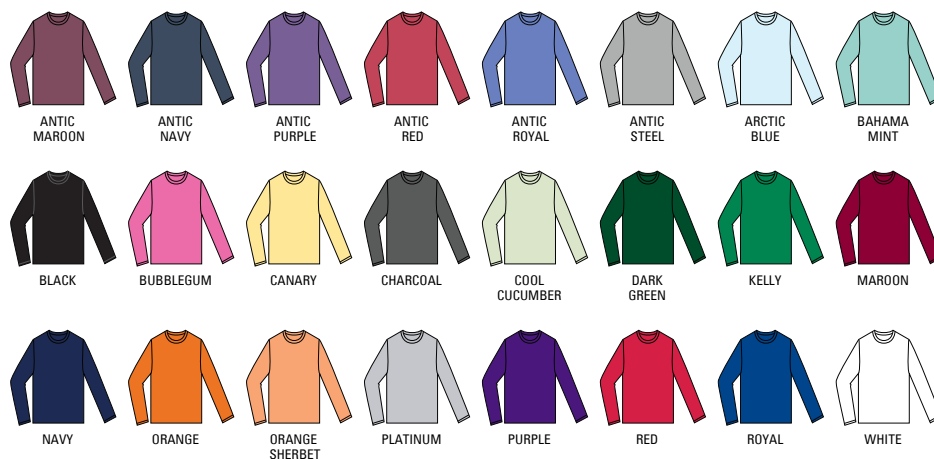 ANTIC
MAROON
ANTIC
NAVY
ANTIC
PURPLE
ANTIC
RED
ANTIC
ROYAL
ANTIC
STEEL
ARCTIC
BLUE
BAHAMA
MINT
BLACK
BUBBLEGUM
CANARY
CHARCOAL
COOL
CUCUMBER
DARK
GREEN
KELLY
MAROON
NAVY
ORANGE
ORANGE
SHERBET
PLATINUM
PURPLE
RED
ROYAL
WHITE